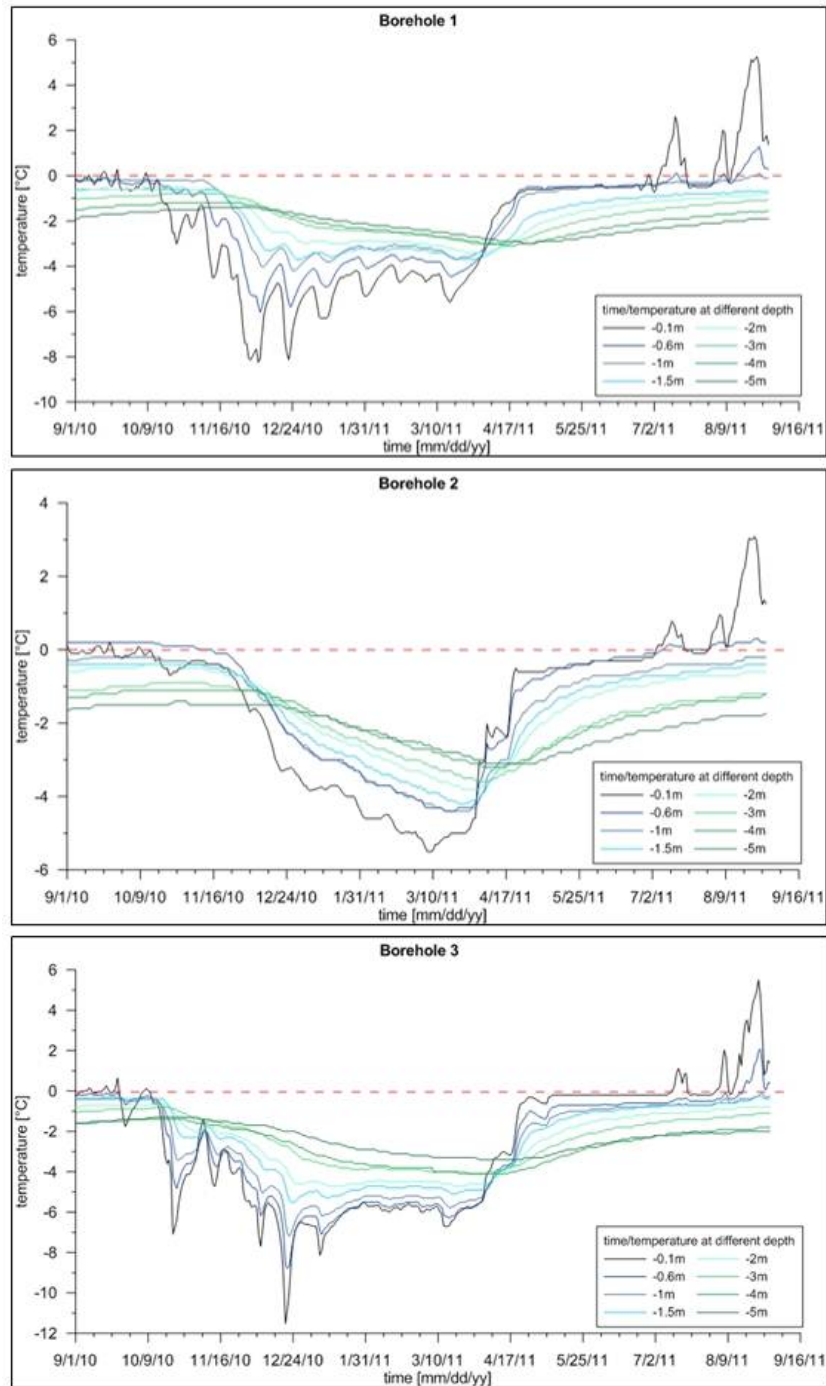 Borehole 1
6
4
2
0
-2
-4
-6
-8
-10
temperature [°C]
time/temperature at different depth
-0.1m -2m
-0.6m -3m
-1m -4m
-1.5m -5m
9/1/10 10/9/10 11/16/10 12/24/10 1/31/11 3/10/11 4/17/11 5/25/11 7/2/11 8/9/11 9/16/11
time [mm/dd/yy]
Borehole 2
4
2
0
-2
-4
-6
temperature [°C]
time/temperature at different depth
-0.1m -2m
-0.6m -3m
-1m -4m
-1.5m -5m
9/1/10 10/9/10 11/16/10 12/24/10 1/31/11 3/10/11 4/17/11 5/25/11 7/2/11 8/9/11 9/16/11
time [mm/dd/yy]
Borehole 3
6
4
2
0
-2
-4
-6
-8
-10
-12
temperature [°C]
time/temperature at different depth
-0.1m -2m
-0.6m -3m
-1m -4m
-1.5m -5m
9/1/10 10/9/10 11/16/10 12/24/10 1/31/11 3/10/11 4/17/11 5/25/11 7/2/11 8/9/11 9/16/11
time [mm/dd/yy]